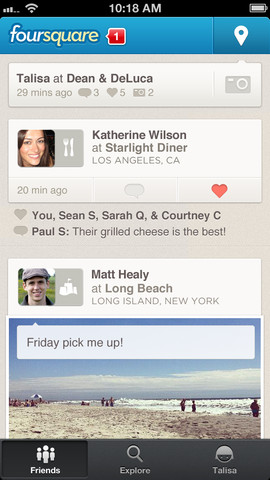 10:18 AM
foursquare 1
Talisa at Dean & DeLuca
29 mins ago 3 5 2
Katherine Wilson
at Starlight Diner
LOS ANGELES, CA
20 min ago
You, Sean S, Sarah Q, & Courtney C
Paul S: Their grilled cheese is the best!
Matt Healy
at Long Beach
LONG ISLAND, NEW YORK
Friday pick me up!
Friends Explore Talisa